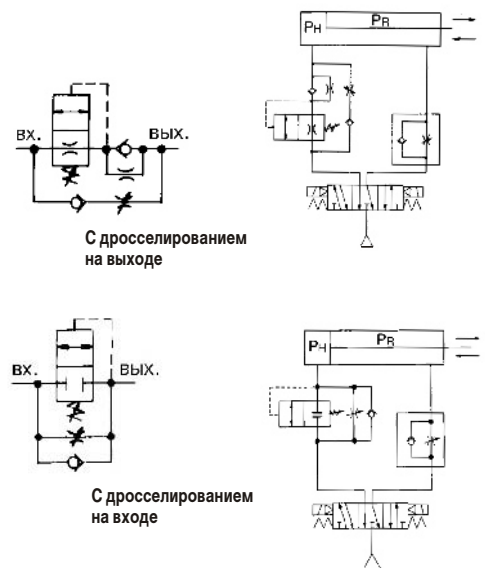 PH PR
ВХ. ВЫХ.
С дросселированием
на выходе
PH PR
ВХ. ВЫХ.
С дросселированием
на входе